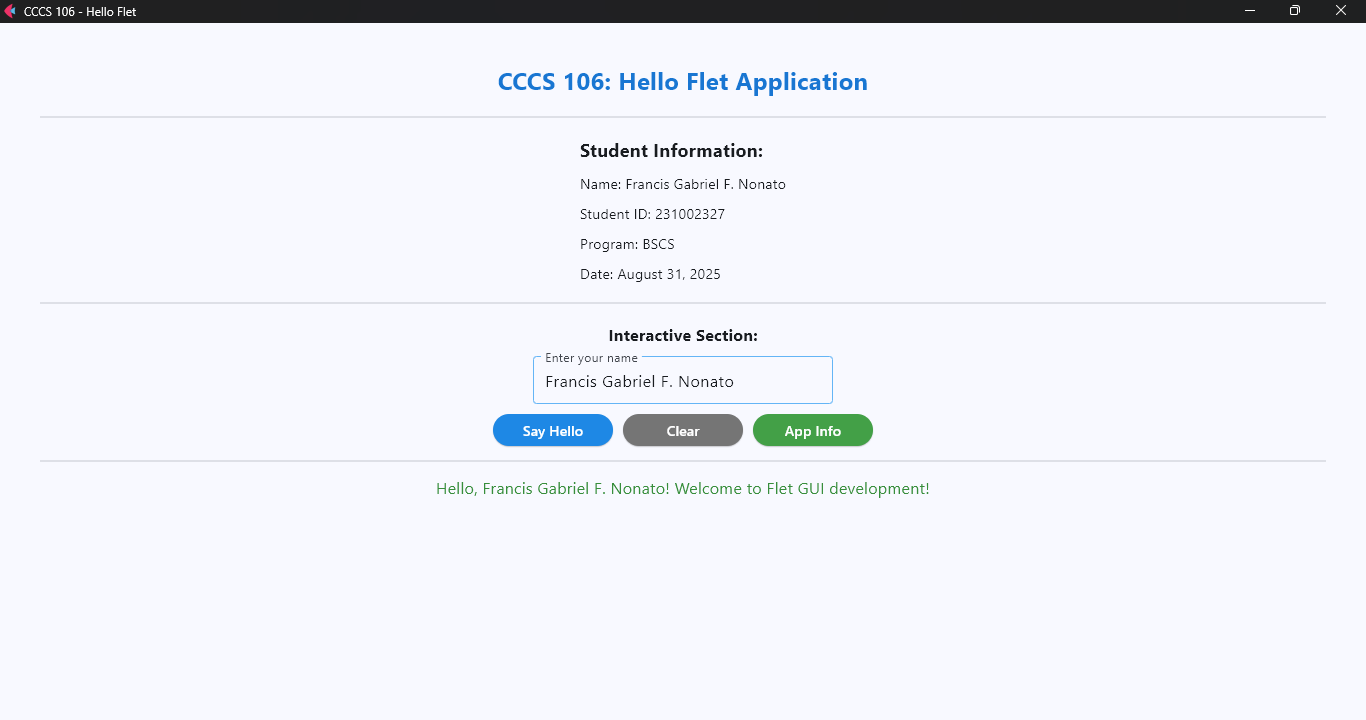 CCCS 106 - Hello Flet
CCCS 106: Hello Flet Application
Student Information:
Name: Francis Gabriel F. Nonato
Student ID: 231002327
Program: BSCS
Date: August 31, 2025
Interactive Section:
Enter your name
Francis Gabriel F. Nonato
Say Hello Clear App Info
Hello, Francis Gabriel F. Nonato! Welcome to Flet GUI development!